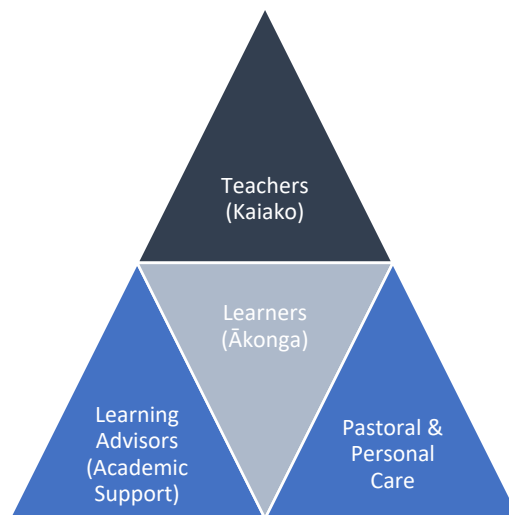 Teachers
(Kaiako)
Learners
(Ākonga)
Learning
Advisors
(Academic
Support)
Pastoral &
Personal
Care